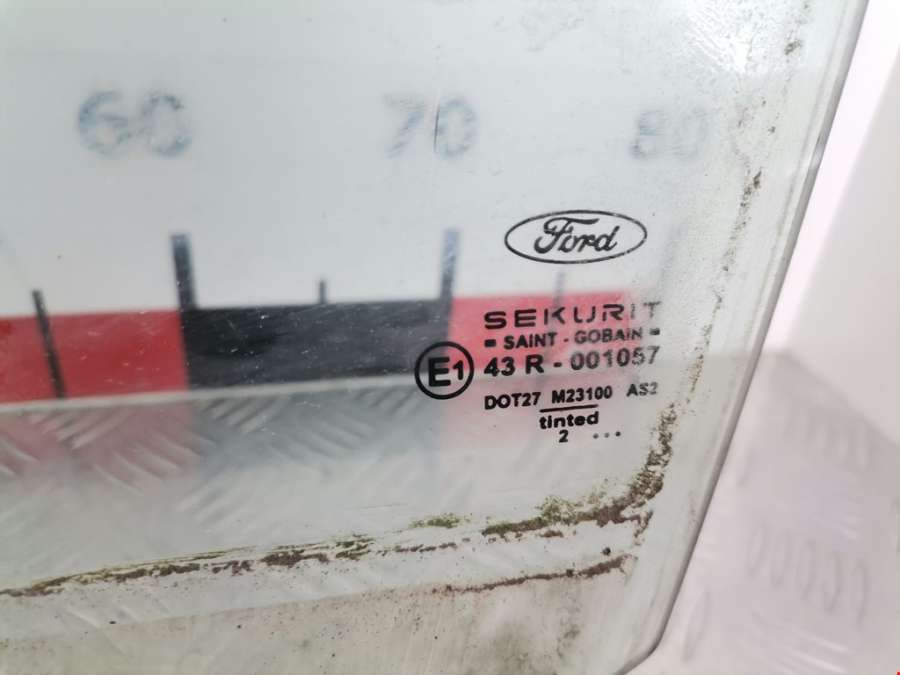 60 70 80
Ford
SEKURIT
SAINT - GOBAIN
E1 43 R - 001057
DOT27 M23100 AS2
tinted
2 ...